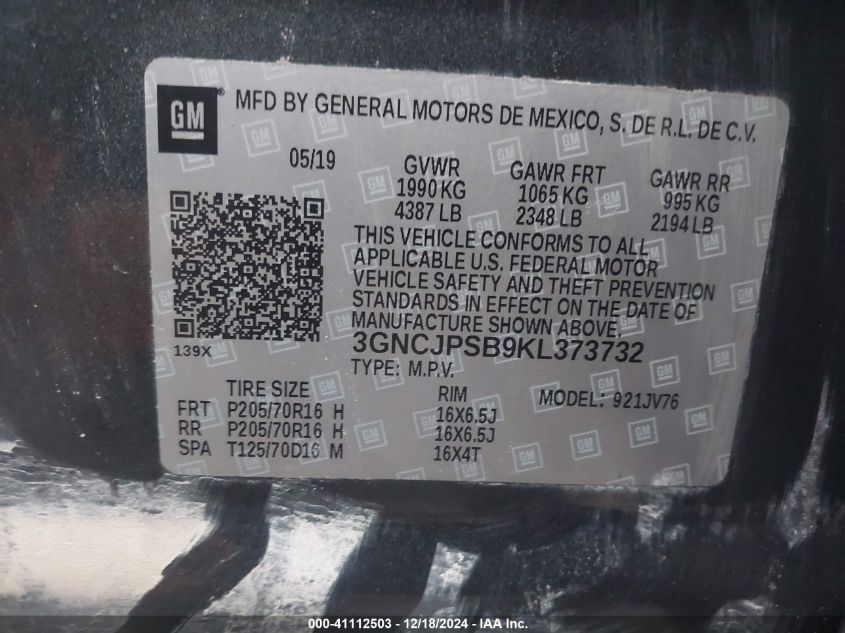 GM
MFD BY GENERAL MOTORS DE MEXICO, S. DE R.L. DE C.V.
05/19 GVWR GAWR FRT GAWR RR
1990 KG 1065 KG 995 KG
4387 LB 2348 LB 2194 LB
THIS VEHICLE CONFORMS TO ALL
APPLICABLE U.S. FEDERAL MOTOR
VEHICLE SAFETY AND THEFT PREVENTION
STANDARDS IN EFFECT ON THE DATE OF
MANUFACTURE SHOWN ABOVE.
139X
3GNCJPSB9KL373732
TYPE: M.P.V.
TIRE SIZE RIM MODEL: 921JV76
FRT P205/70R16 H 16X6.5J
RR P205/70R16 H 16X6.5J
SPA T125/70D16 M 16X4T
000-41112503 - 12/18/2024 - IAA Inc.